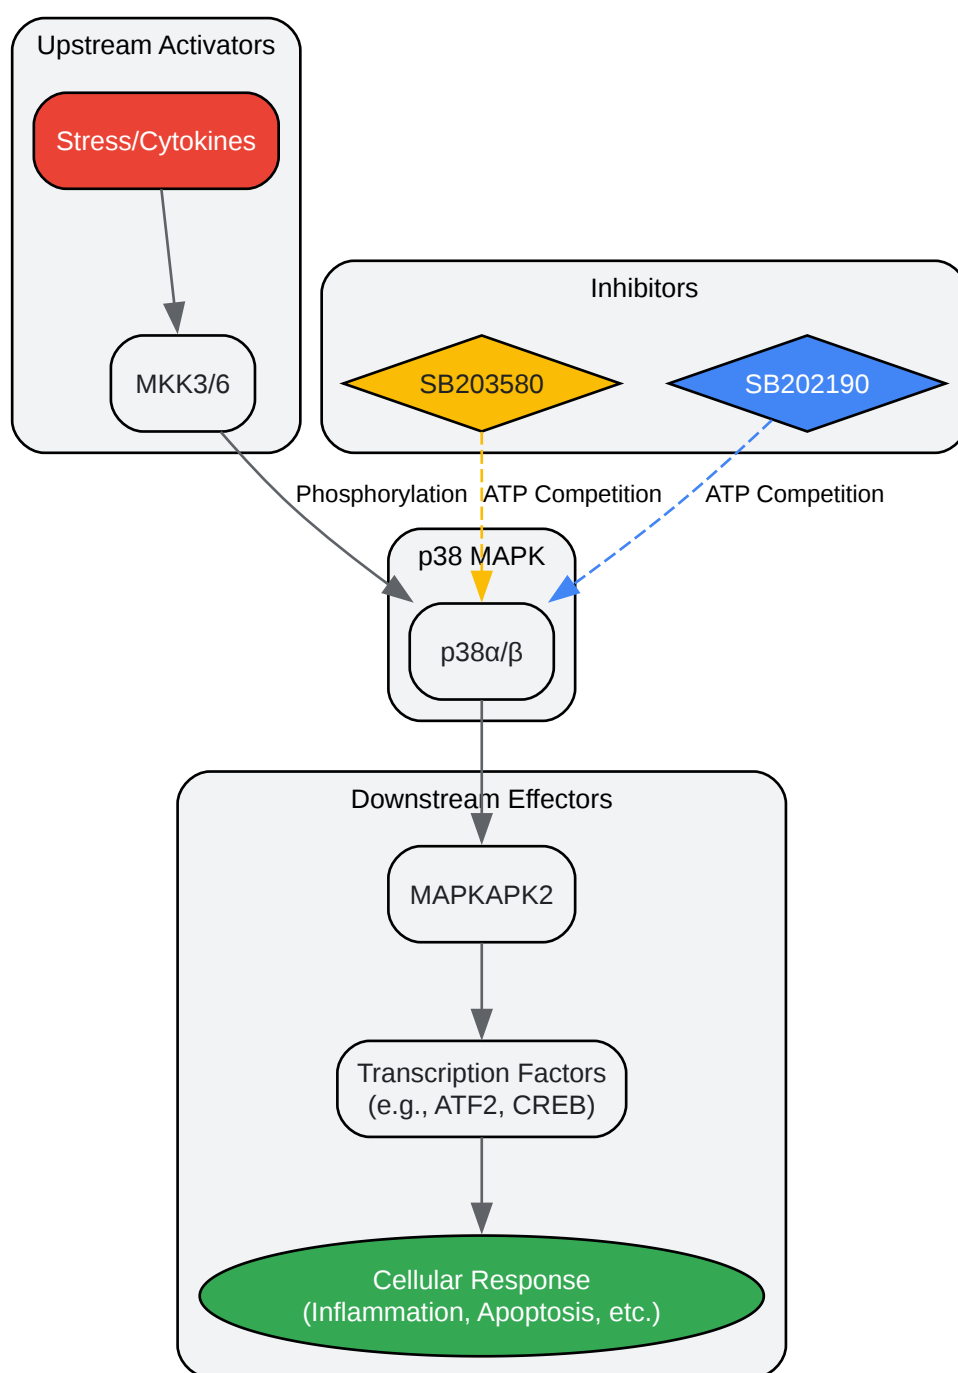 Upstream Activators
Stress/Cytokines
MKK3/6
Inhibitors
SB203580
SB202190
Phosphorylation
ATP Competition
ATP Competition
p38 MAPK
p38α/β
Downstream Effectors
MAPKAPK2
Transcription Factors
(e.g., ATF2, CREB)
Cellular Response
(Inflammation, Apoptosis, etc.)